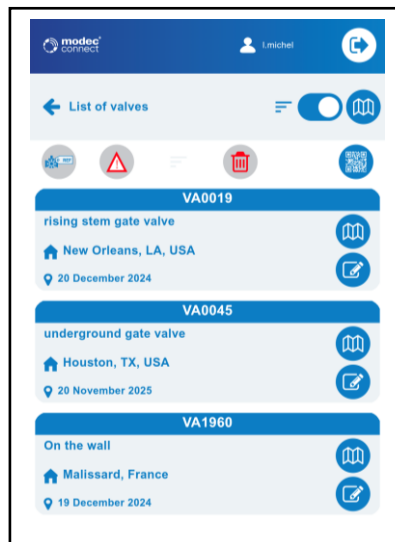 modec®
connect
l.michel
List of valves
VA0019
rising stem gate valve
New Orleans, LA, USA
20 December 2024
VA0045
underground gate valve
Houston, TX, USA
20 November 2025
VA1960
On the wall
Malissard, France
19 December 2024